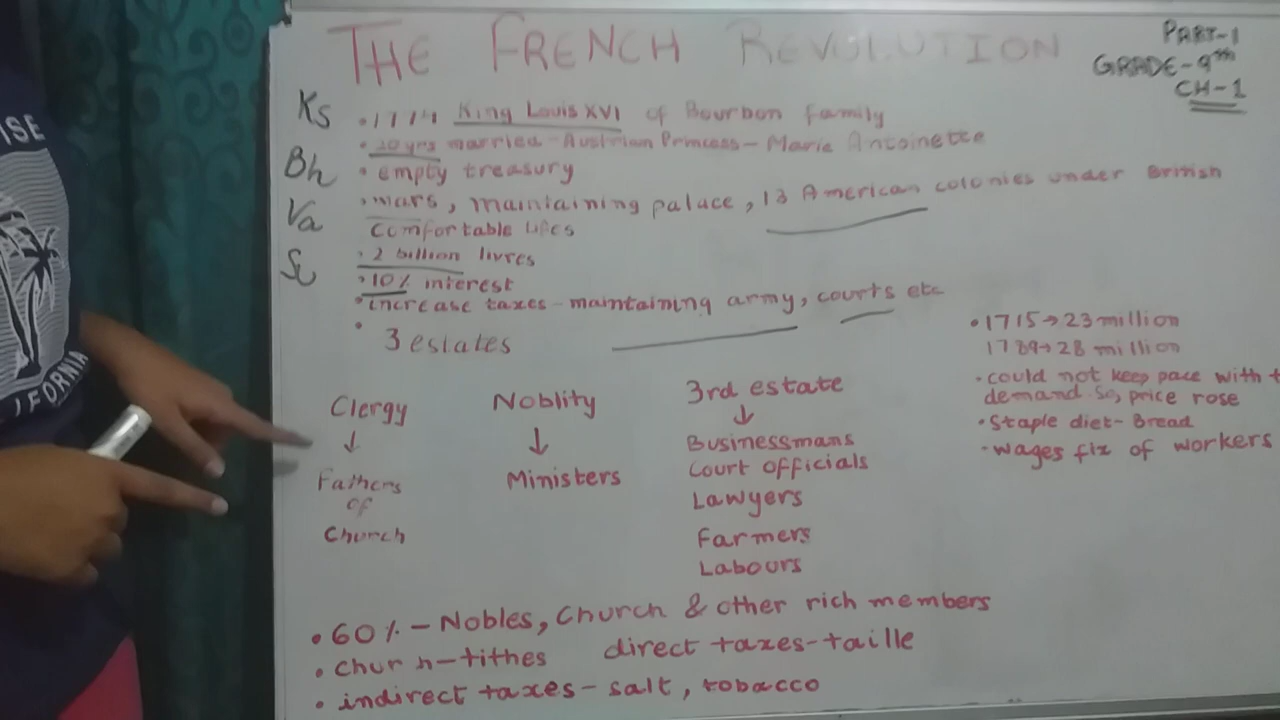 THE FRENCH REVOLUTION
PART-1
GRADE-9th
CH-1
Ks
Bh
Va
Sc
• 1774 King Louis XVI of Bourbon family
• 20 yrs married - Austrian Princess - Marie Antoinette
• empty treasury
• wars, maintaining palace, 13 American colonies under British
comfortable lifes
• 2 billion livres
• 10% interest
• increase taxes - maintaining army, courts etc
• 3 estates
Clergy
↓
Fathers
of
Church
Noblity
↓
Ministers
3rd estate
↓
Businessmans
Court officials
Lawyers
Farmers
Labours
• 1715→23 million
1789→28 million
• could not keep pace with
demand. So, price rose
• Staple diet- Bread
• wages fix of workers
• 60% - Nobles, Church & other rich members
• chur h-tithes direct taxes-taille
• indirect taxes - salt, tobacco
ISE
IFORNIA